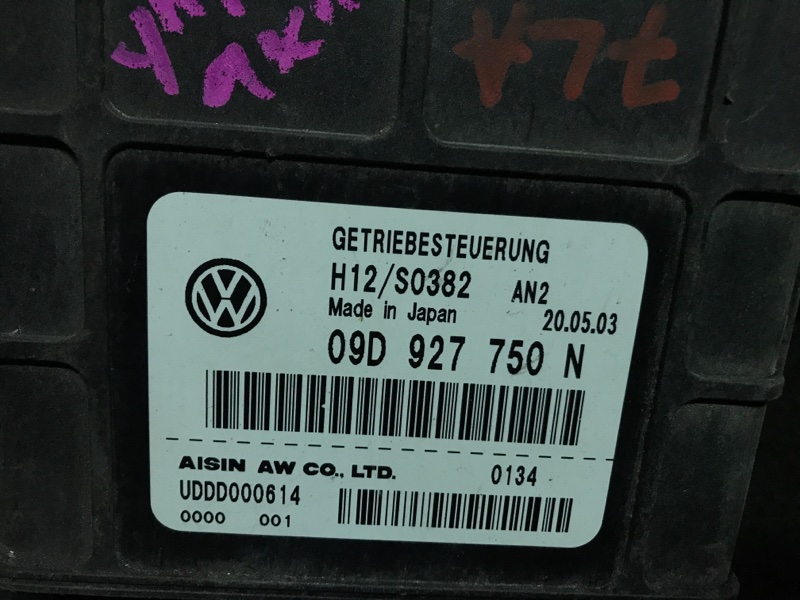 7LA
GETRIEBESTEUERUNG
H12/S0382 AN2
Made in Japan 20.05.03
09D 927 750 N
AISIN AW CO., LTD. 0134
UDDD000614
0000 001